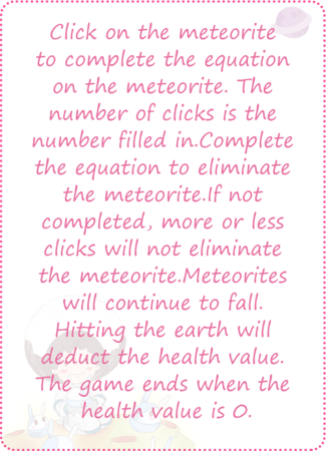 Click on the meteorite
to complete the equation
on the meteorite. The
number of clicks is the
number filled in.Complete
the equation to eliminate
the meteorite.If not
completed, more or less
clicks will not eliminate
the meteorite.Meteorites
will continue to fall.
Hitting the earth will
deduct the health value.
The game ends when the
health value is 0.